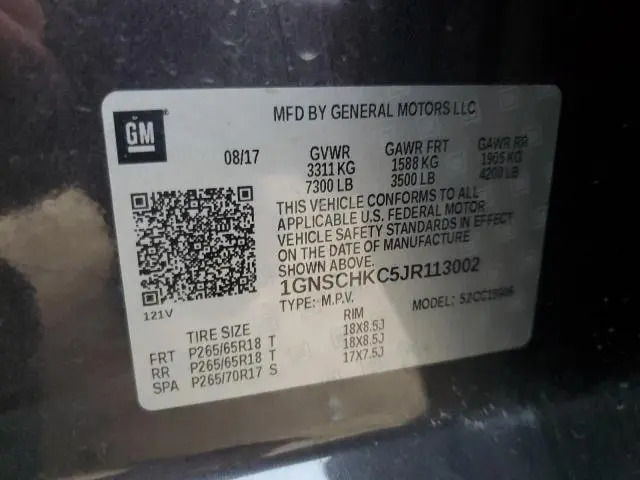 GM
MFD BY GENERAL MOTORS LLC
08/17 GVWR GAWR FRT GAWR RR
3311 KG 1588 KG 1905 KG
7300 LB 3500 LB 4200 LB
THIS VEHICLE CONFORMS TO ALL
APPLICABLE U.S. FEDERAL MOTOR
VEHICLE SAFETY STANDARDS IN EFFECT
ON THE DATE OF MANUFACTURE
SHOWN ABOVE
1GNSCHKC5JR113002
TYPE: M.P.V. MODEL:
121V
TIRE SIZE RIM
FRT P265/65R18 T 18X8.5J
RR P265/65R18 T 18X8.5J
SPA P265/70R17 S 17X7.5J